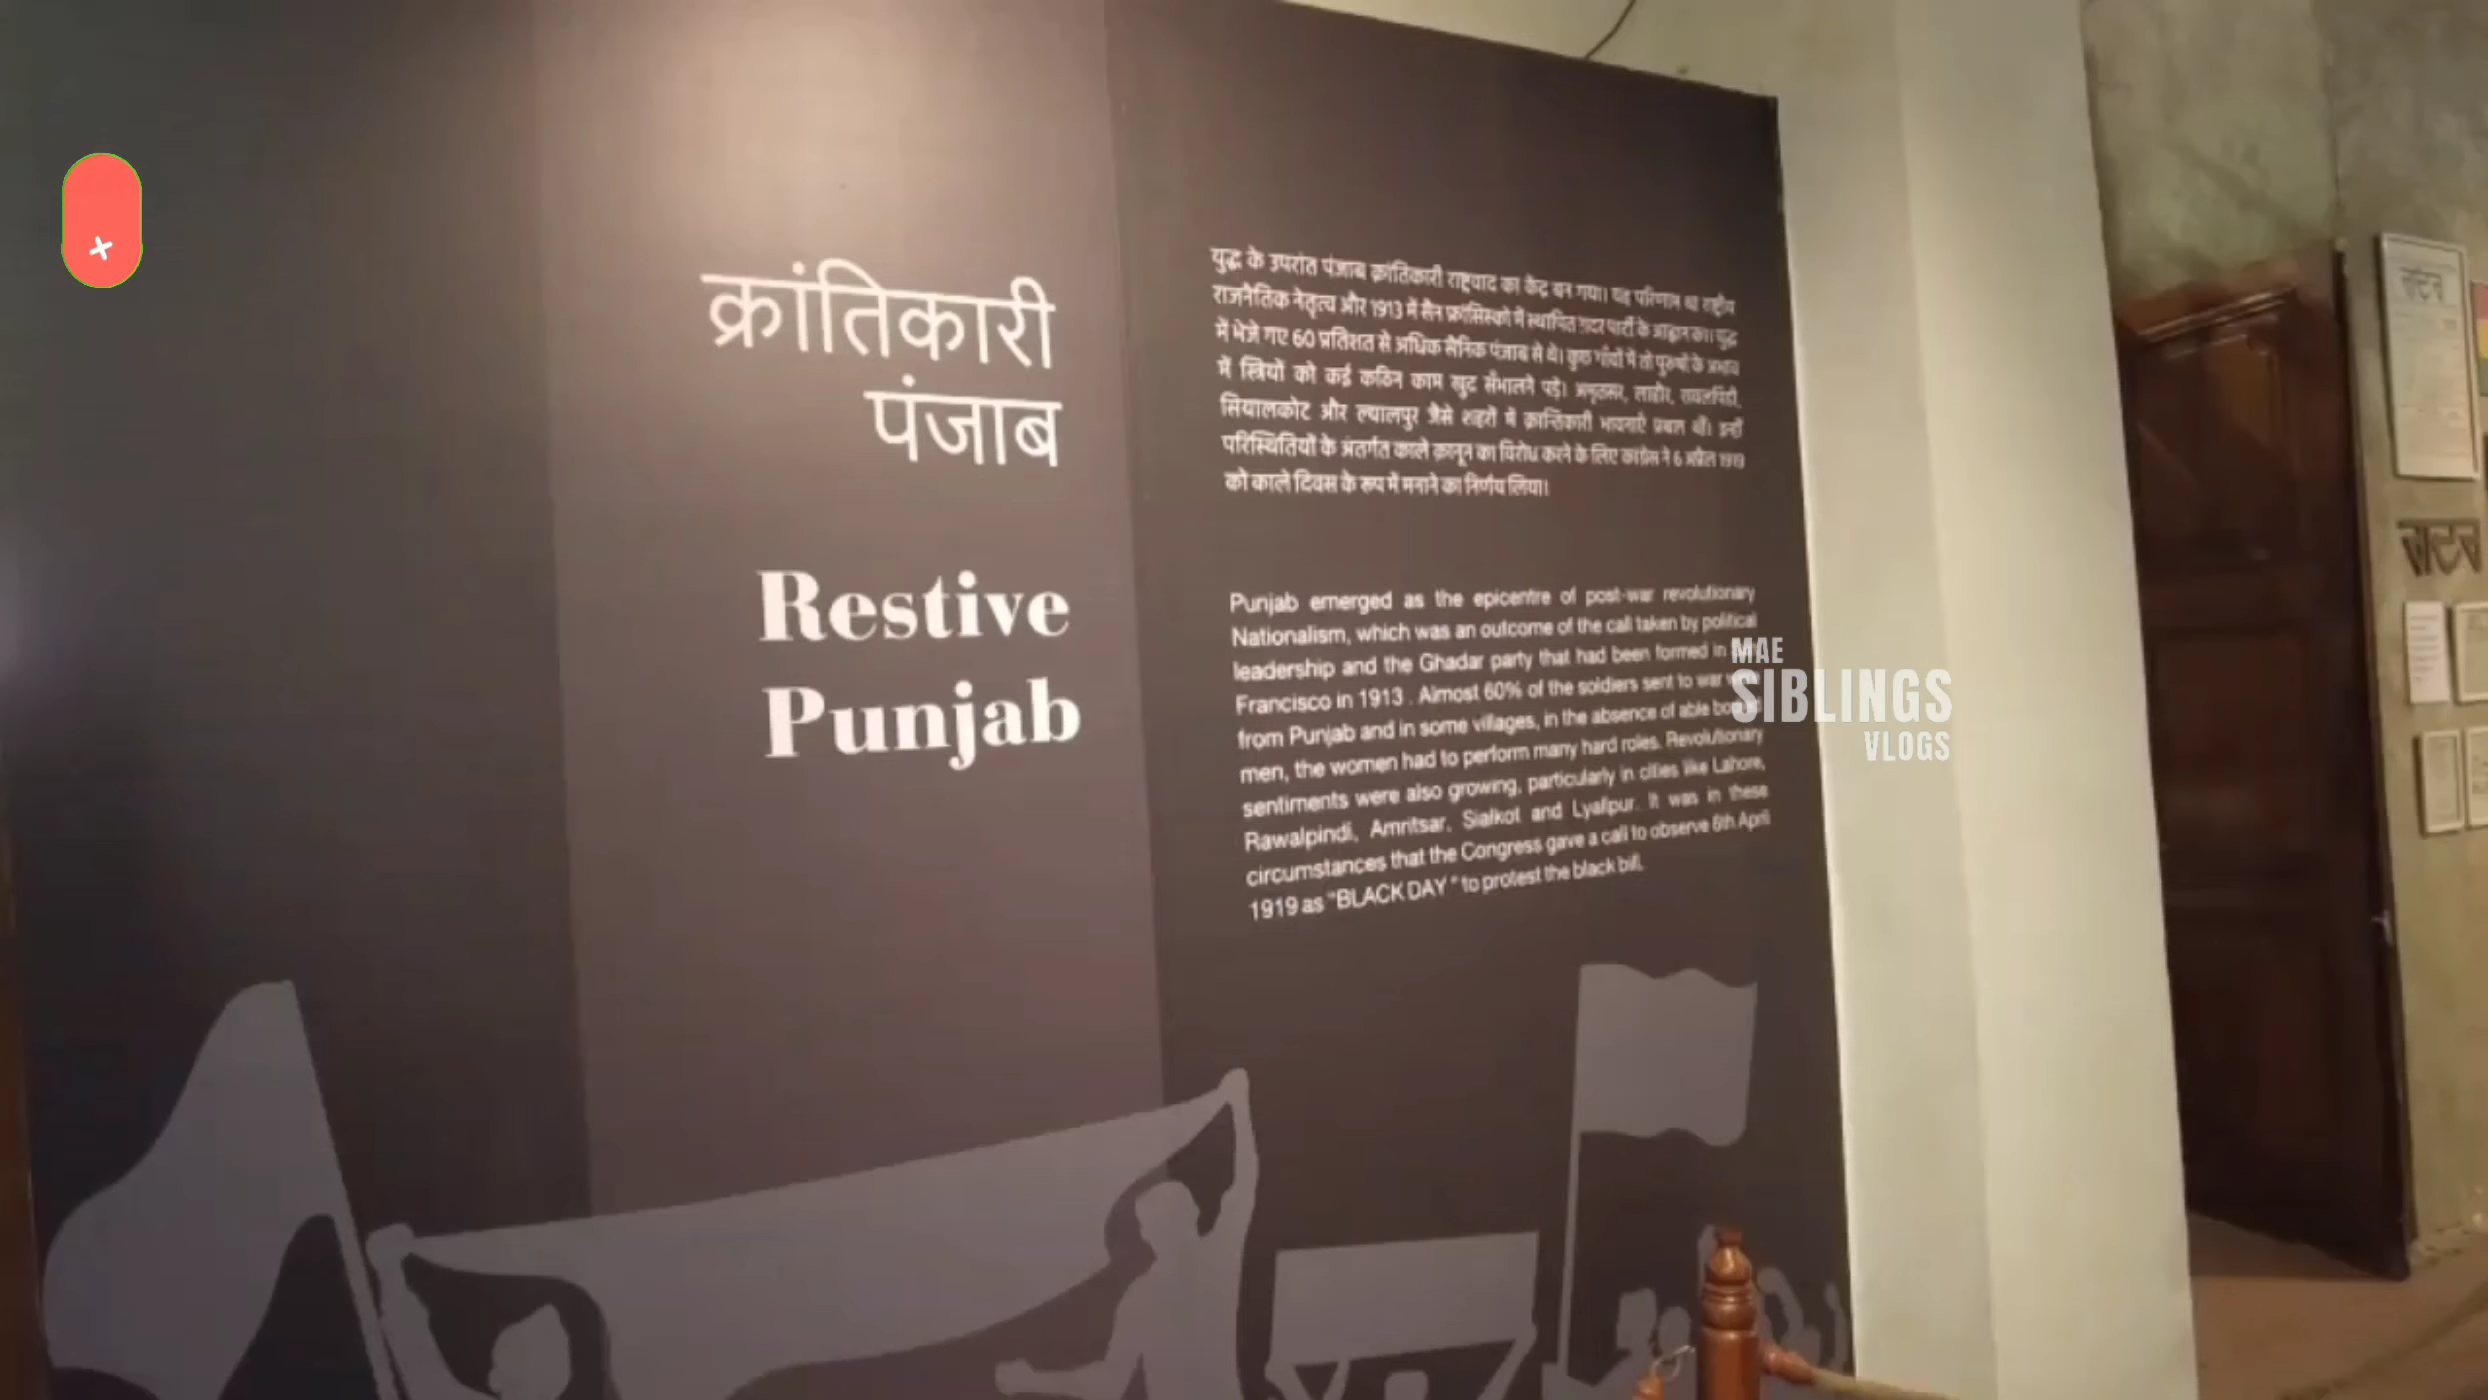 क्रांतिकारी
पंजाब
Restive
Punjab
युद्ध के उपरांत पंजाब क्रांतिकारी राष्ट्रवाद का केंद्र बन गया। यह परिणाम था राष्ट्रीय
राजनैतिक नेतृत्व और 1913 में सैन फ्रांसिस्को में स्थापित ग़दर पार्टी के आह्वान का। युद्ध
में भेजे गए 60 प्रतिशत से अधिक सैनिक पंजाब से थे। कुछ गाँवों में तो पुरुषों के अभाव
में स्त्रियों को कई कठिन काम खुद सँभालने पड़े। अमृतसर, लाहौर, रावलपिंडी,
सियालकोट और ल्यालपुर जैसे शहरों में क्रान्तिकारी भावनाएँ प्रबल थीं। इन्हीं
परिस्थितियों के अंतर्गत काले क़ानून का विरोध करने के लिए कांग्रेस ने 6 अप्रैल 1919
को काले दिवस के रूप में मनाने का निर्णय लिया।
Punjab emerged as the epicentre of post-war revolutionary
Nationalism, which was an outcome of the call taken by political
leadership and the Ghadar party that had been formed in
Francisco in 1913 . Almost 60% of the soldiers sent to war
from Punjab and in some villages, in the absence of able
men, the women had to perform many hard roles. Revolutionary
sentiments were also growing, particularly in cities like Lahore,
Rawalpindi, Amritsar, Sialkot and Lyallpur. It was in these
circumstances that the Congress gave a call to observe 6th April
1919 as "BLACK DAY " to protest the black bill.
MAE
SIBLINGS
VLOGS